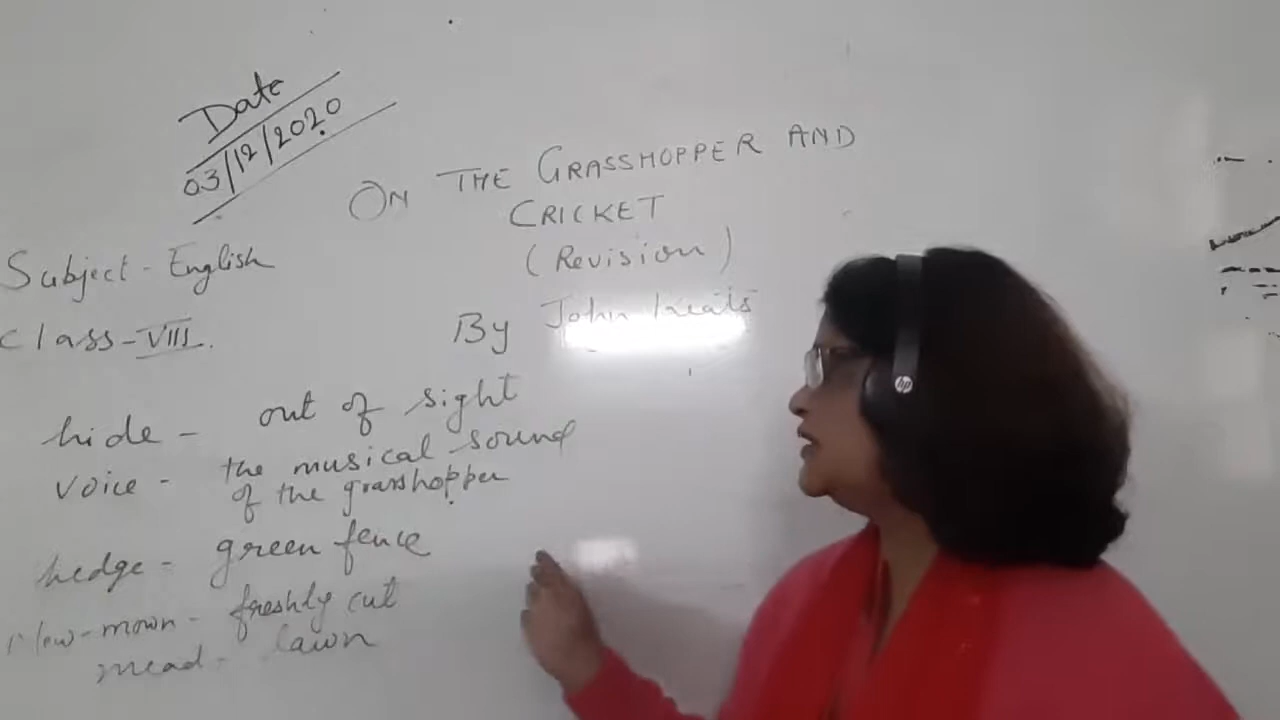 Date
03/12/2020
ON THE GRASSHOPPER AND
CRICKET
(Revision)
By John Keats
Subject - English
Class - VIII.
hide - out of sight
voice - the musical sound
of the grasshopper
hedge - green fence
New-mown - freshly cut
mead - lawn
hp